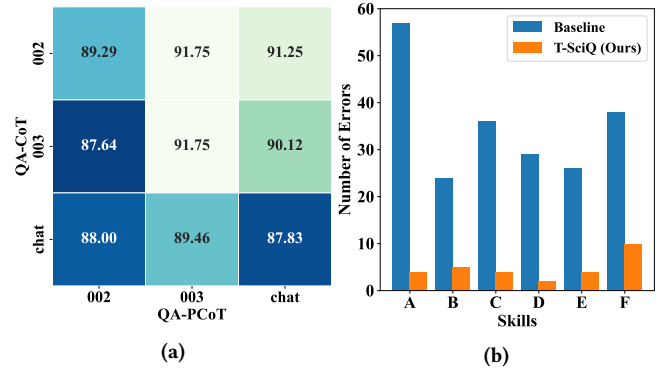 QA-CoT
002
003
chat
89.29 91.75 91.25
87.64 91.75 90.12
88.00 89.46 87.83
002 003 chat
QA-PCoT
(a)
Number of Errors
60
50
40
30
20
10
0
Baseline
T-SciQ (Ours)
A B C D E F
Skills
(b)